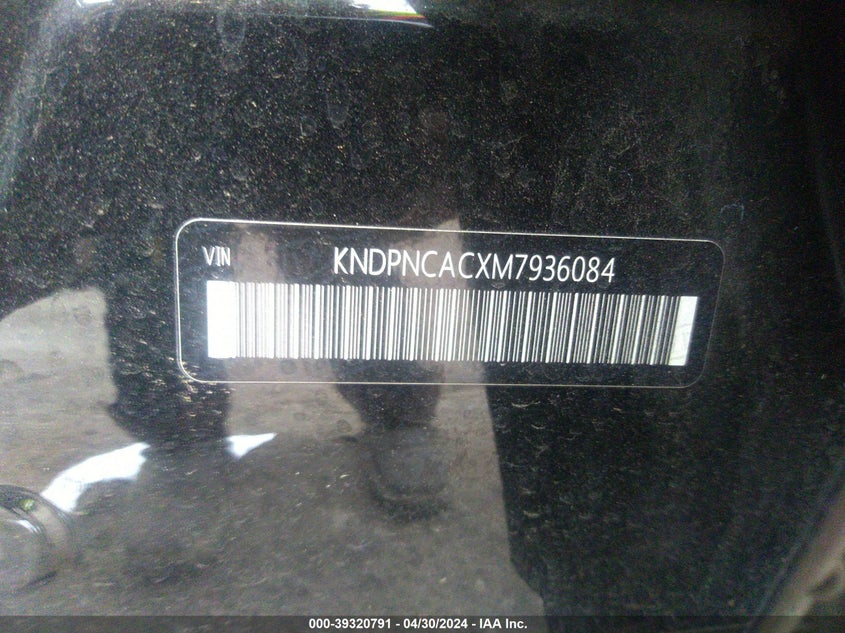 VIN KNDPNCACXM7936084
000-39320791 - 04/30/2024 - IAA Inc.